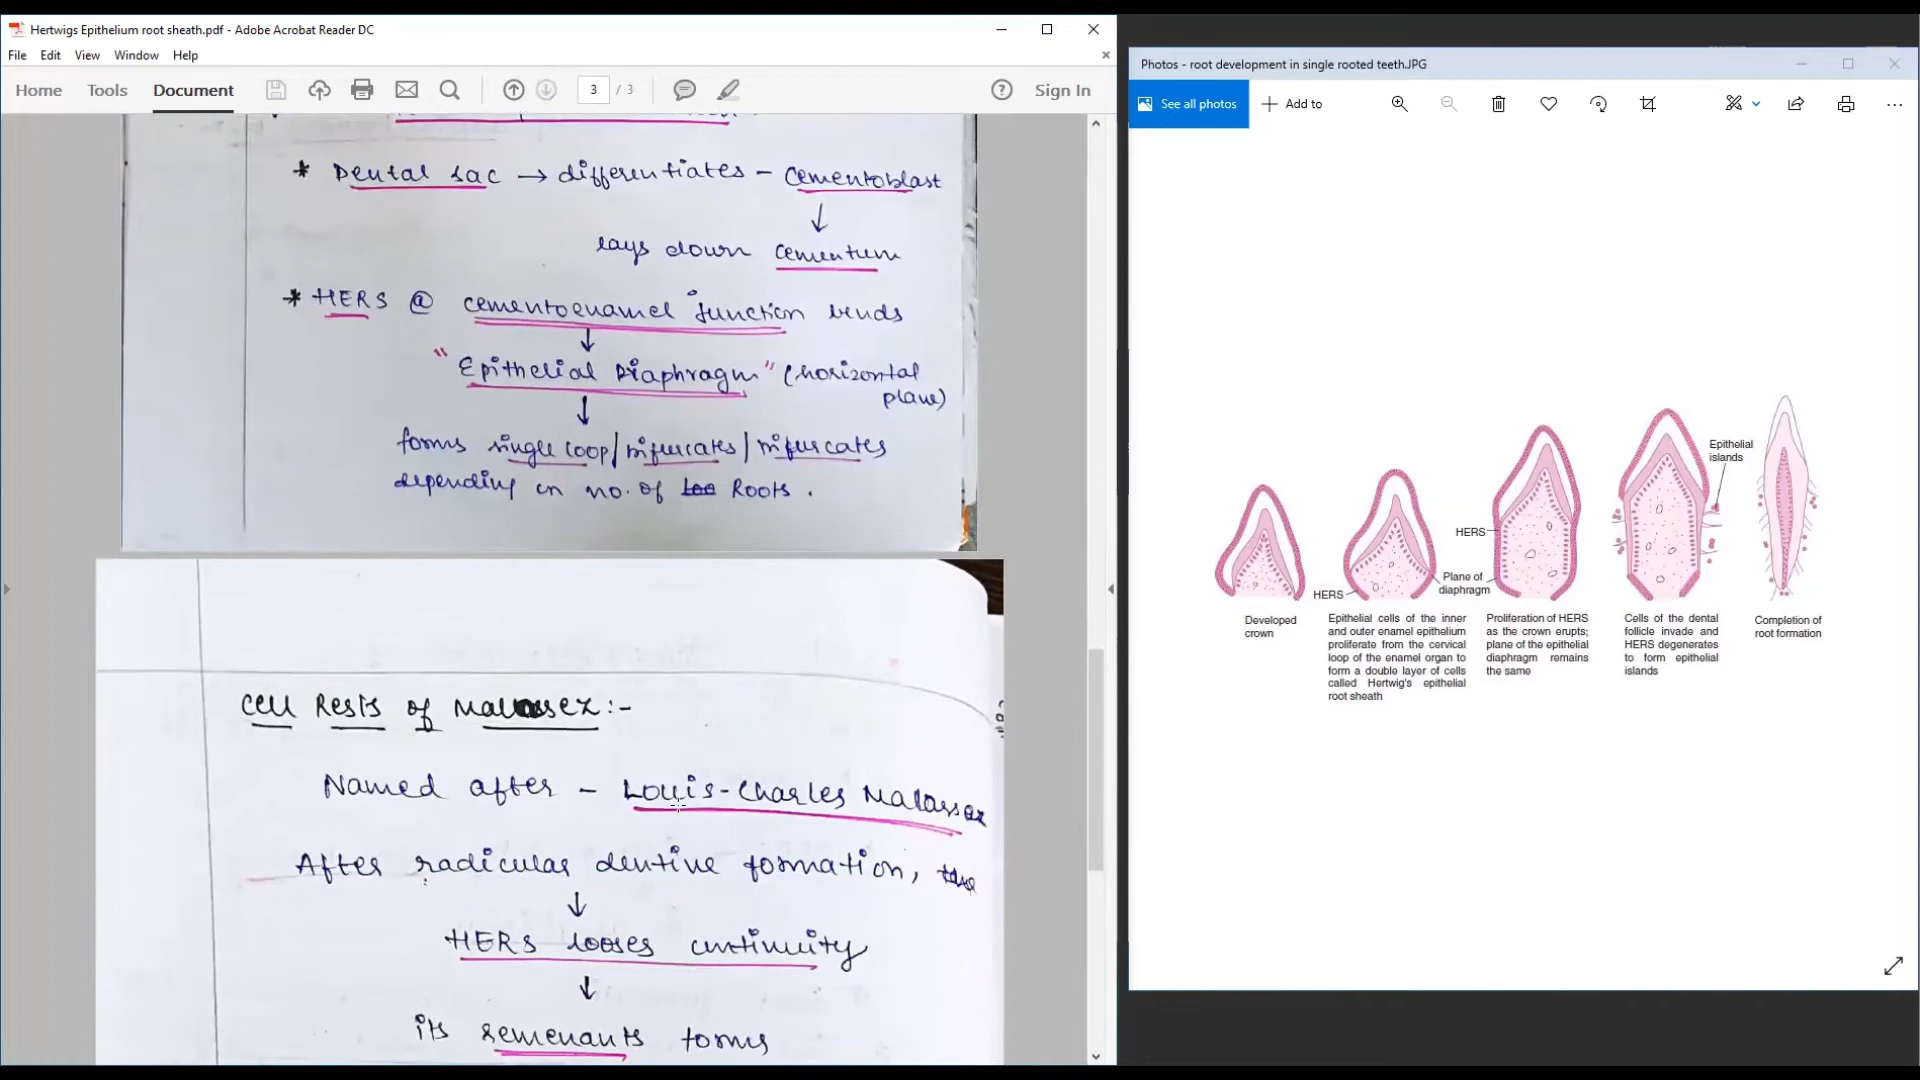 Hertwigs Epithelium root sheath.pdf - Adobe Acrobat Reader DC
File Edit View Window Help
Home Tools Document 3 / 3 Sign In
* Dental sac → differentiates - cementoblast
↓
lays down cementum
* HERS @ cementoenamel junction bends
↓
"Epithelial Diaphragm" (horizontal
plane)
↓
forms single loop/ bifurcates/
depending on no. of Roots.
Cell Rests of Malassez:-
Named after - Louis-Charles Malassez
After radicular dentine formation, the
↓
HERS looses continuity
↓
its remenants forms
Photos - root development in single rooted teeth.JPG
See all photos Add to
HERS
Developed
crown
HERS
Plane of
diaphragm
Epithelial cells of the inner
and outer enamel epithelium
proliferate from the cervical
loop of the enamel organ to
form a double layer of cells
called Hertwig's epithelial
root sheath
Proliferation of HERS
as the crown erupts;
plane of the epithelial
diaphragm remains
the same
Epithelial
islands
Cells of the dental
follicle invade and
HERS degenerates
to form epithelial
islands
Completion of
root formation